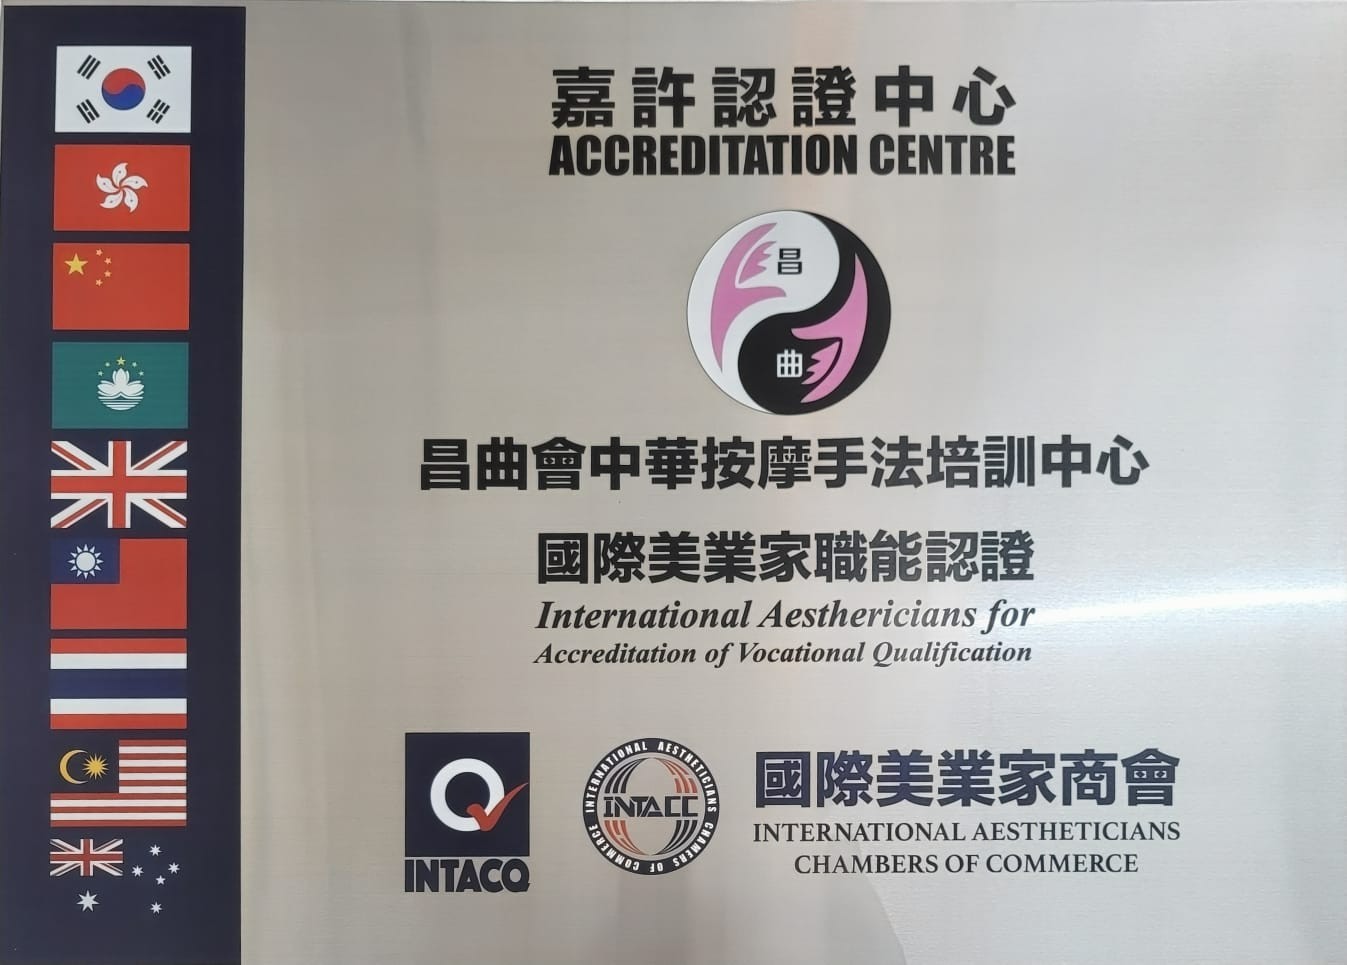 嘉許認證中心
ACCREDITATION CENTRE
昌
曲
昌曲會中華按摩手法培訓中心
國際美業家職能認證
International Aesthericians for
Accreditation of Vocational Qualification
INTACQ
INTERNATIONAL AESTHETICIANS CHAMBERS OF COMMERCE
INTACC
國際美業家商會
INTERNATIONAL AESTHETICIANS
CHAMBERS OF COMMERCE